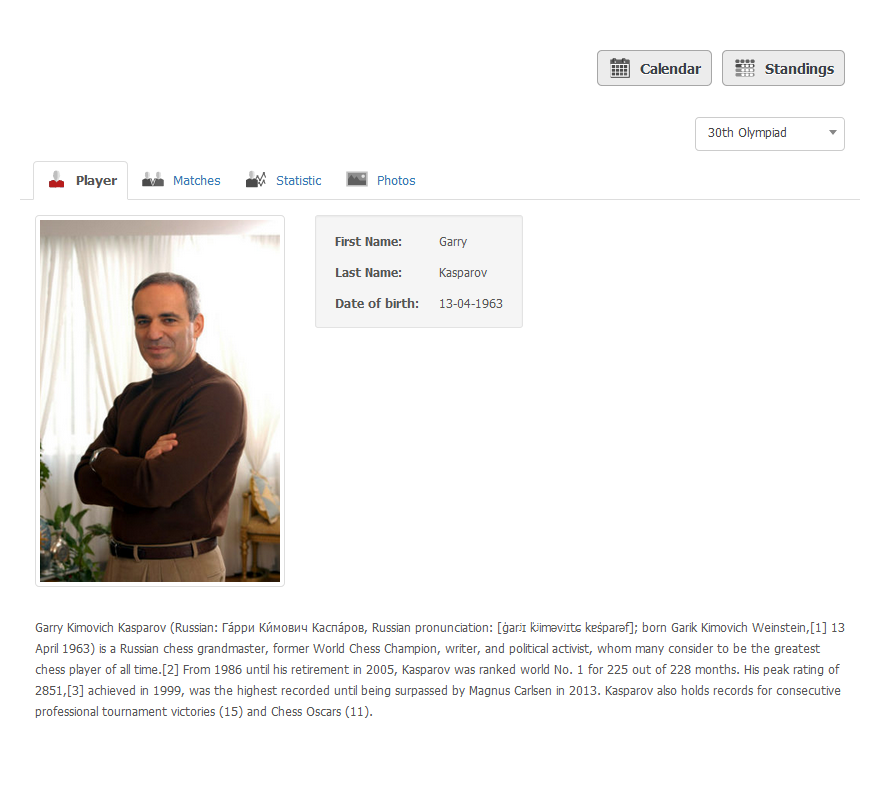 Calendar Standings
30th Olympiad
Player Matches Statistic Photos
First Name: Garry
Last Name: Kasparov
Date of birth: 13-04-1963
Garry Kimovich Kasparov (Russian: Га́рри Ки́мович Каспа́ров, Russian pronunciation: [ˈɡarʲɪ ˈkʲiməvʲɪtɕ kɐˈsparəf]; born Garik Kimovich Weinstein,[1] 13
April 1963) is a Russian chess grandmaster, former World Chess Champion, writer, and political activist, whom many consider to be the greatest
chess player of all time.[2] From 1986 until his retirement in 2005, Kasparov was ranked world No. 1 for 225 out of 228 months. His peak rating of
2851,[3] achieved in 1999, was the highest recorded until being surpassed by Magnus Carlsen in 2013. Kasparov also holds records for consecutive
professional tournament victories (15) and Chess Oscars (11).